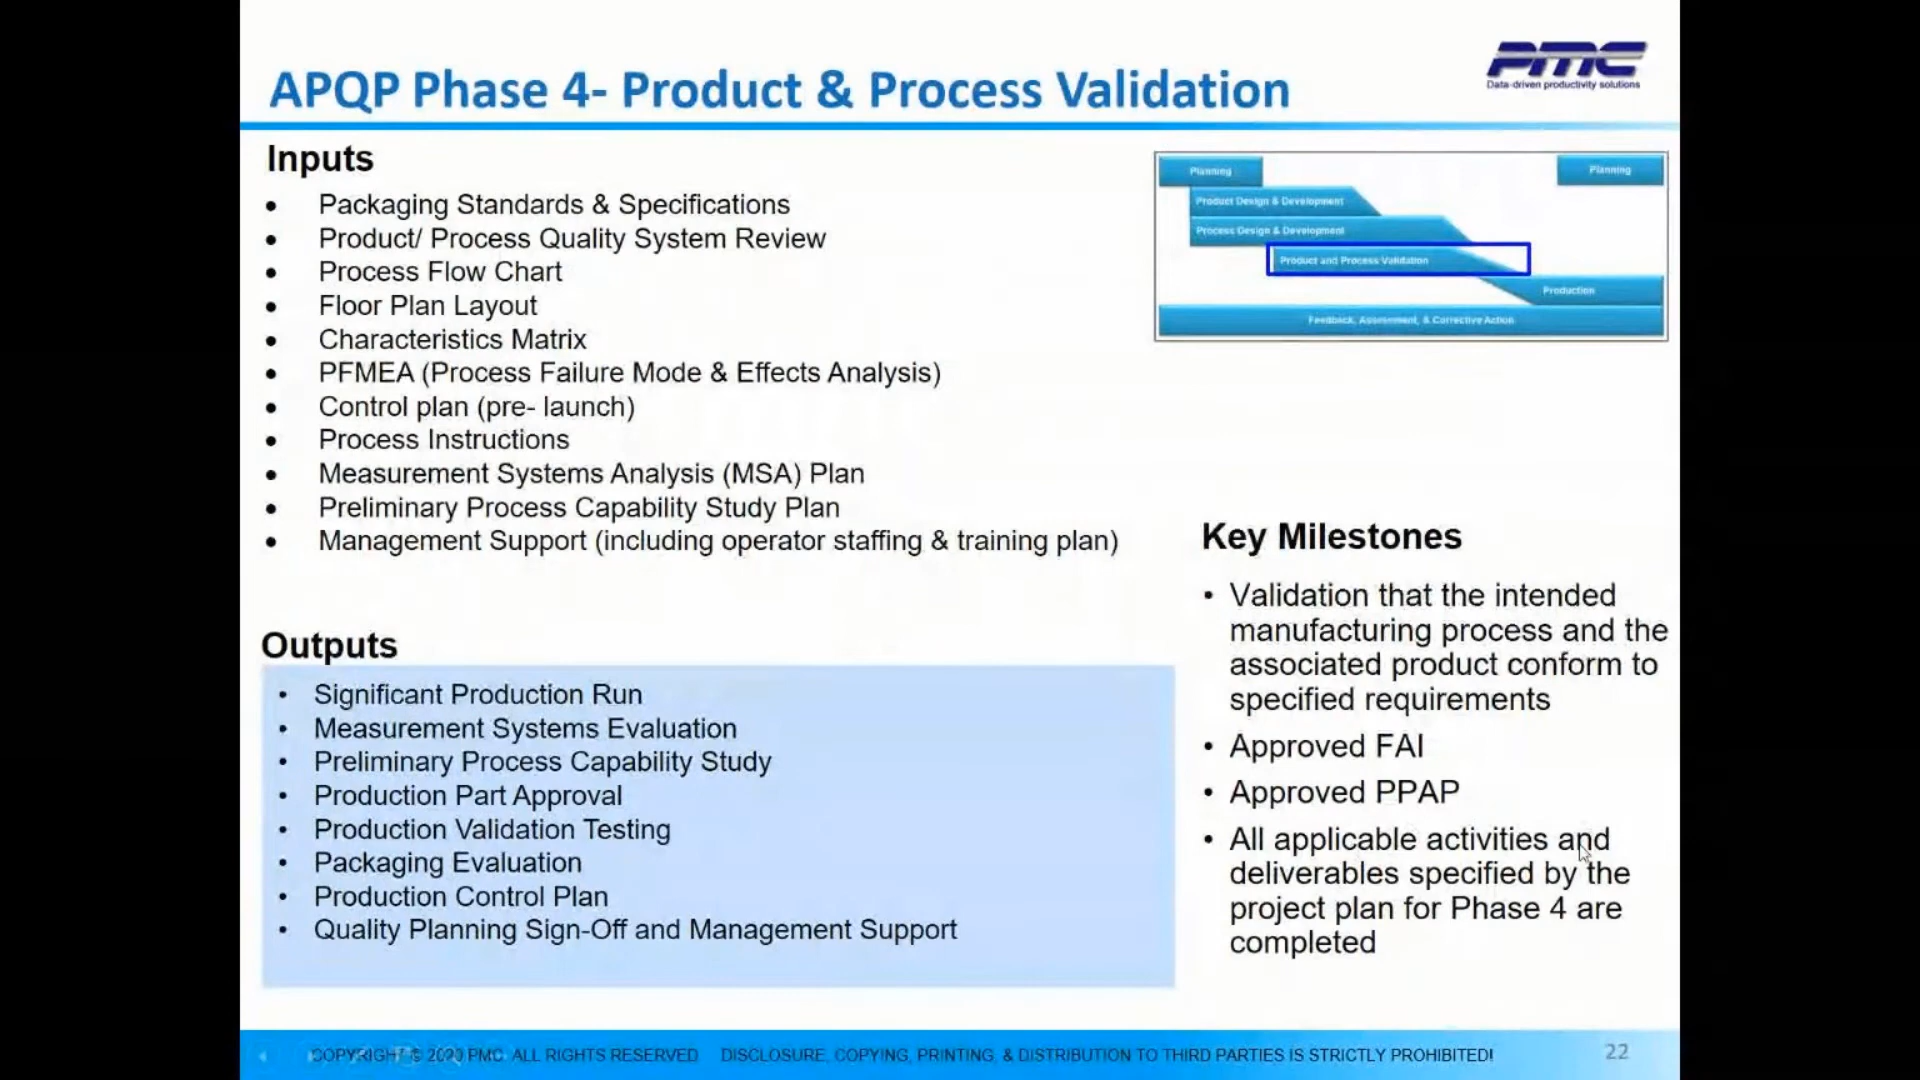 APQP Phase 4- Product & Process Validation
PMC
Data-driven productivity solutions
Inputs
• Packaging Standards & Specifications
• Product/ Process Quality System Review
• Process Flow Chart
• Floor Plan Layout
• Characteristics Matrix
• PFMEA (Process Failure Mode & Effects Analysis)
• Control plan (pre- launch)
• Process Instructions
• Measurement Systems Analysis (MSA) Plan
• Preliminary Process Capability Study Plan
• Management Support (including operator staffing & training plan)
Planning
Planning
Product Design & Development
Process Design & Development
Product and Process Validation
Production
Feedback, Assessment, & Corrective Action
Outputs
• Significant Production Run
• Measurement Systems Evaluation
• Preliminary Process Capability Study
• Production Part Approval
• Production Validation Testing
• Packaging Evaluation
• Production Control Plan
• Quality Planning Sign-Off and Management Support
Key Milestones
• Validation that the intended
manufacturing process and the
associated product conform to
specified requirements
• Approved FAI
• Approved PPAP
• All applicable activities and
deliverables specified by the
project plan for Phase 4 are
completed
COPYRIGHT © 2020 PMC. ALL RIGHTS RESERVED DISCLOSURE, COPYING, PRINTING, & DISTRIBUTION TO THIRD PARTIES IS STRICTLY PROHIBITED!
22